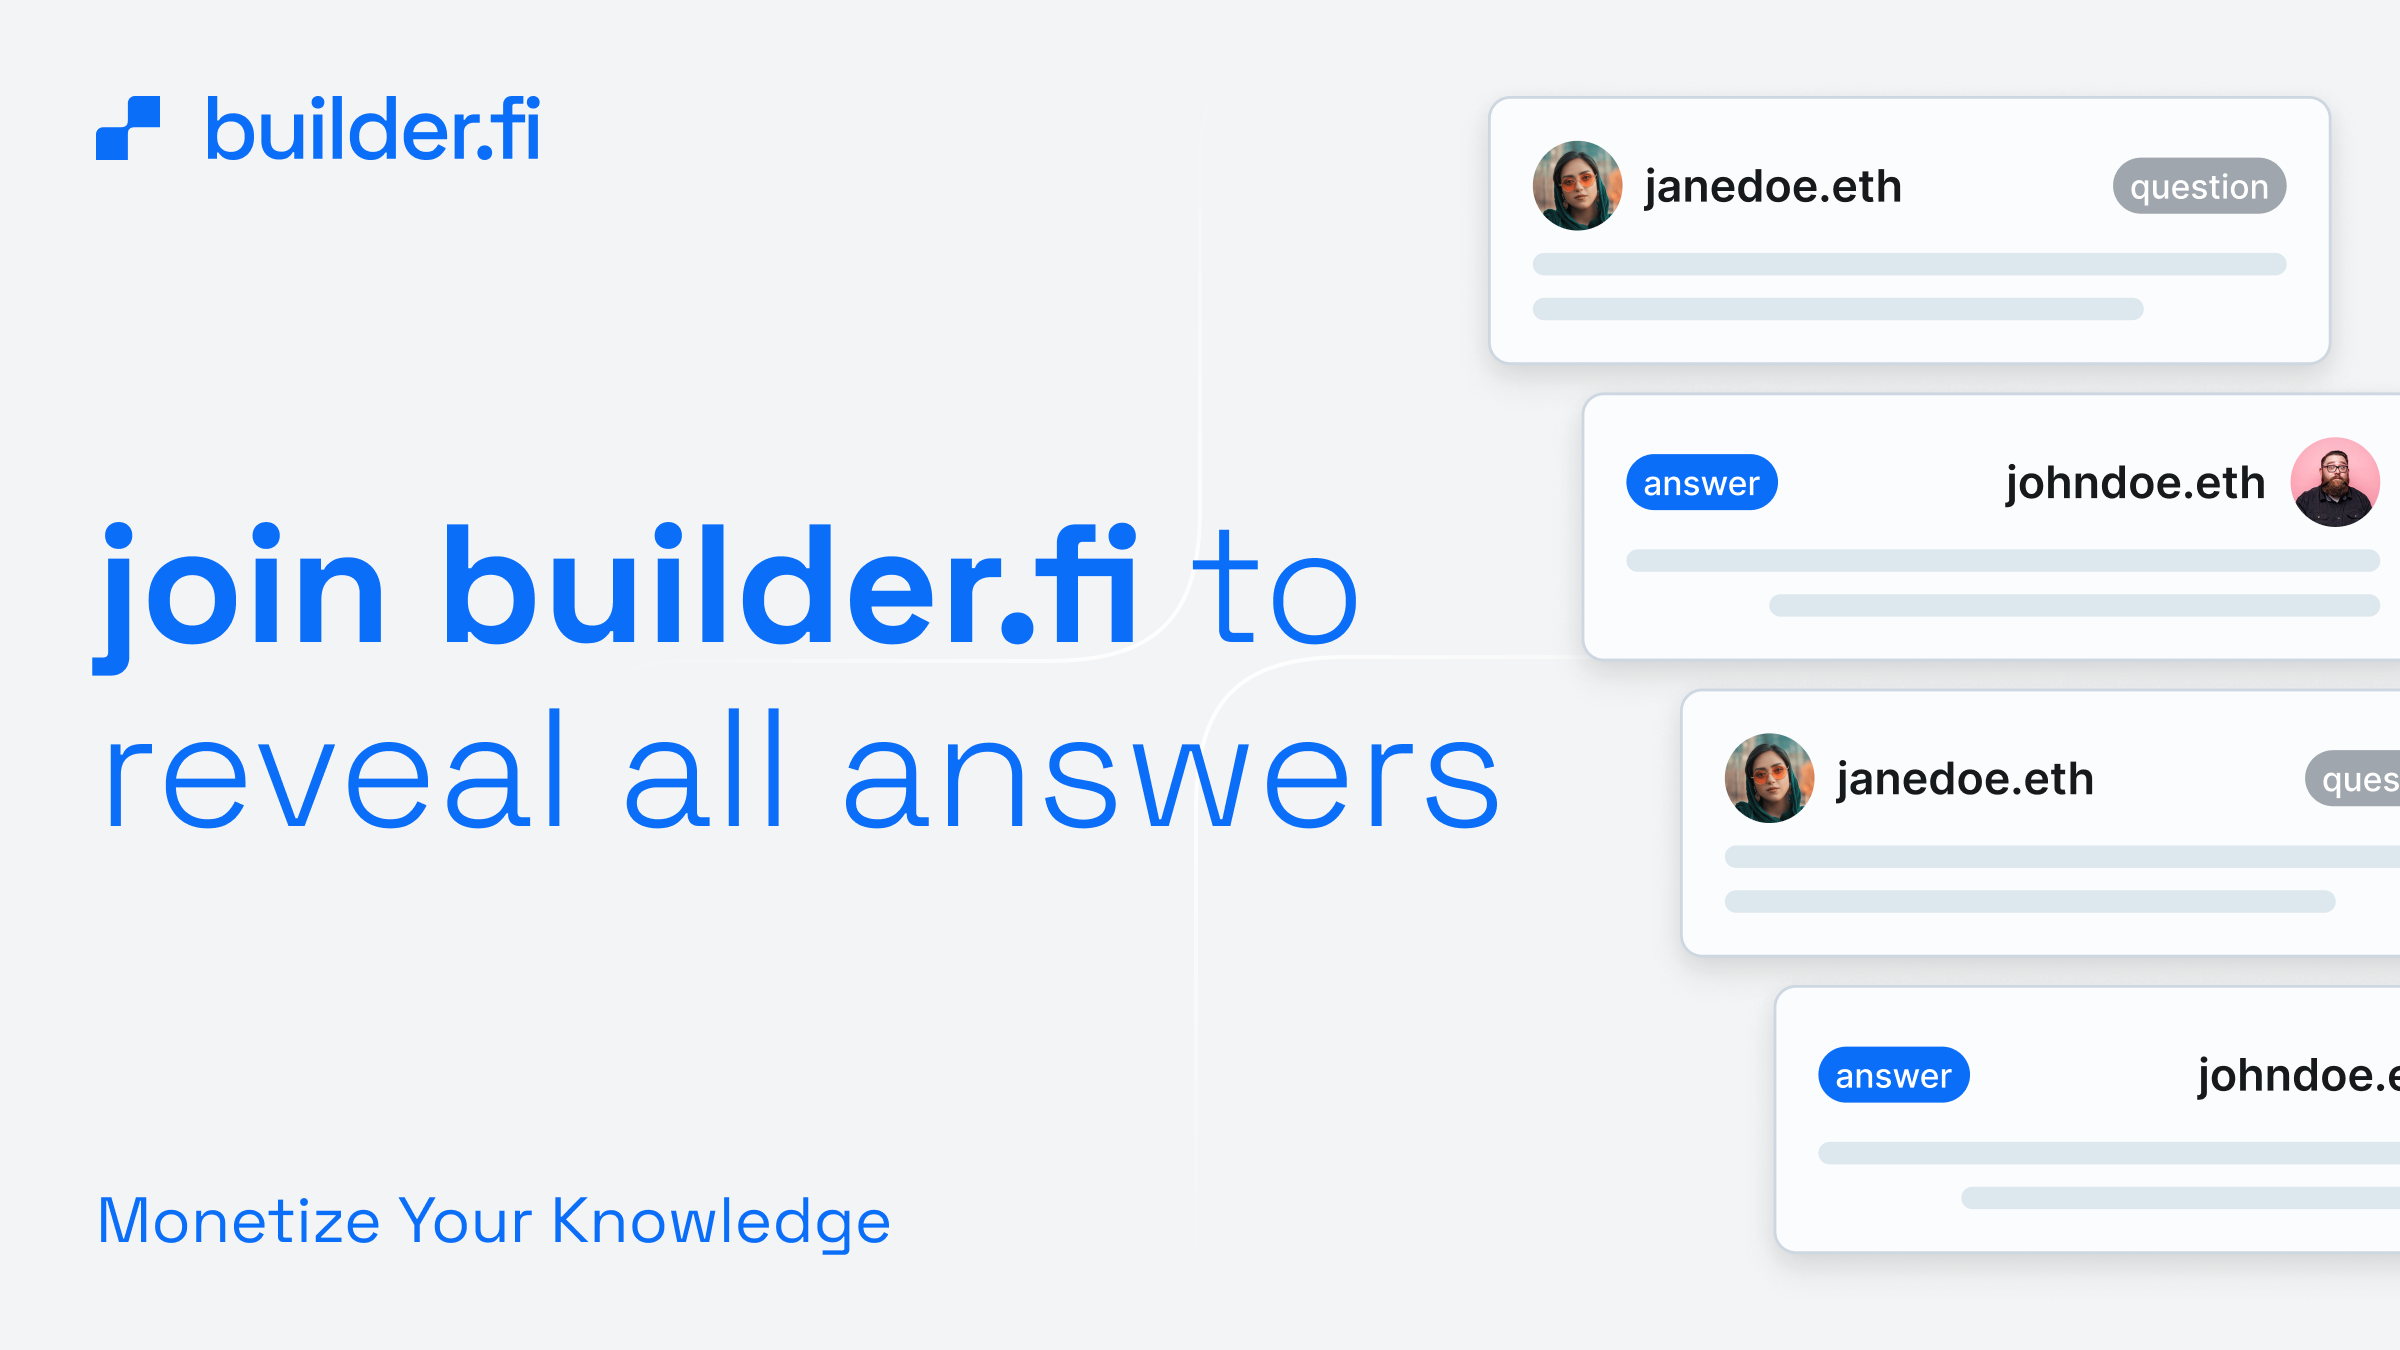 builder.fi
join builder.fi to
reveal all answers
Monetize Your Knowledge
janedoe.eth question
answer johndoe.eth
janedoe.eth ques
answer johndoe.e